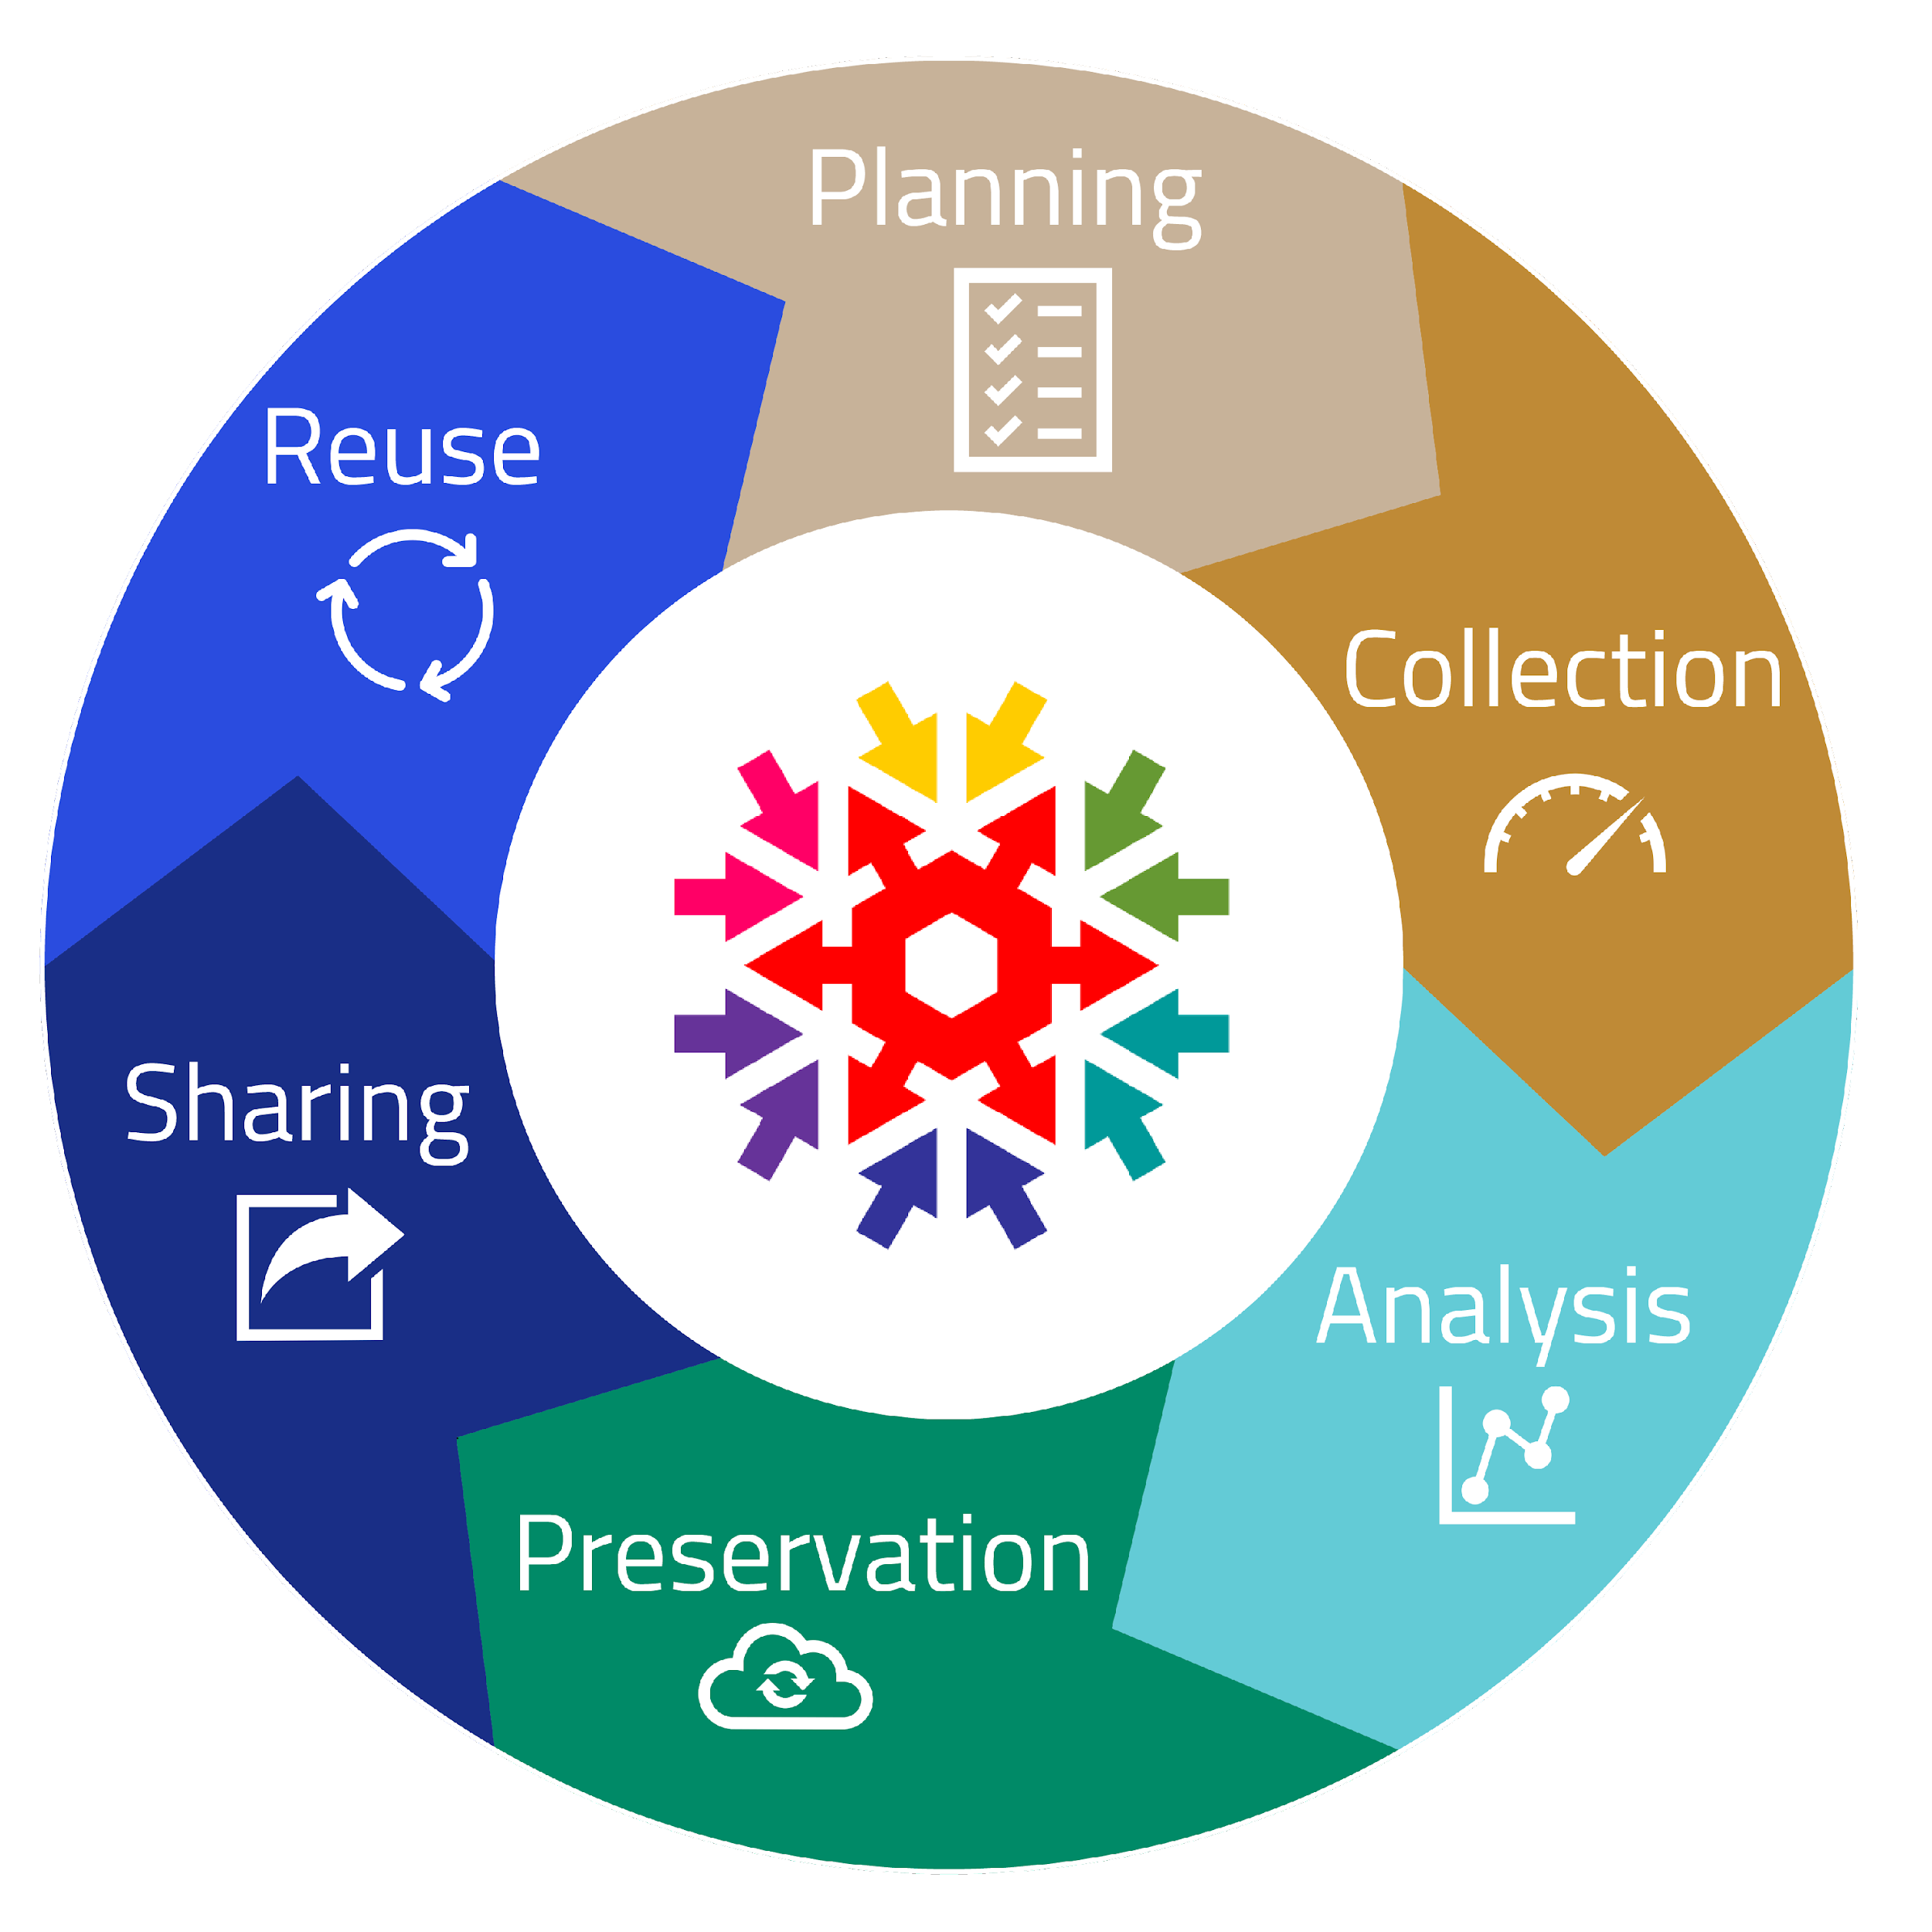 Planning
Collection
Analysis
Preservation
Sharing
Reuse